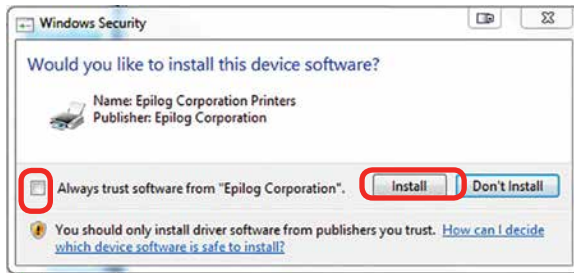 Windows Security
Would you like to install this device software?
Name: Epilog Corporation Printers
Publisher: Epilog Corporation
Always trust software from "Epilog Corporation".
Install
Don't Install
You should only install driver software from publishers you trust. How can I decide
which device software is safe to install?